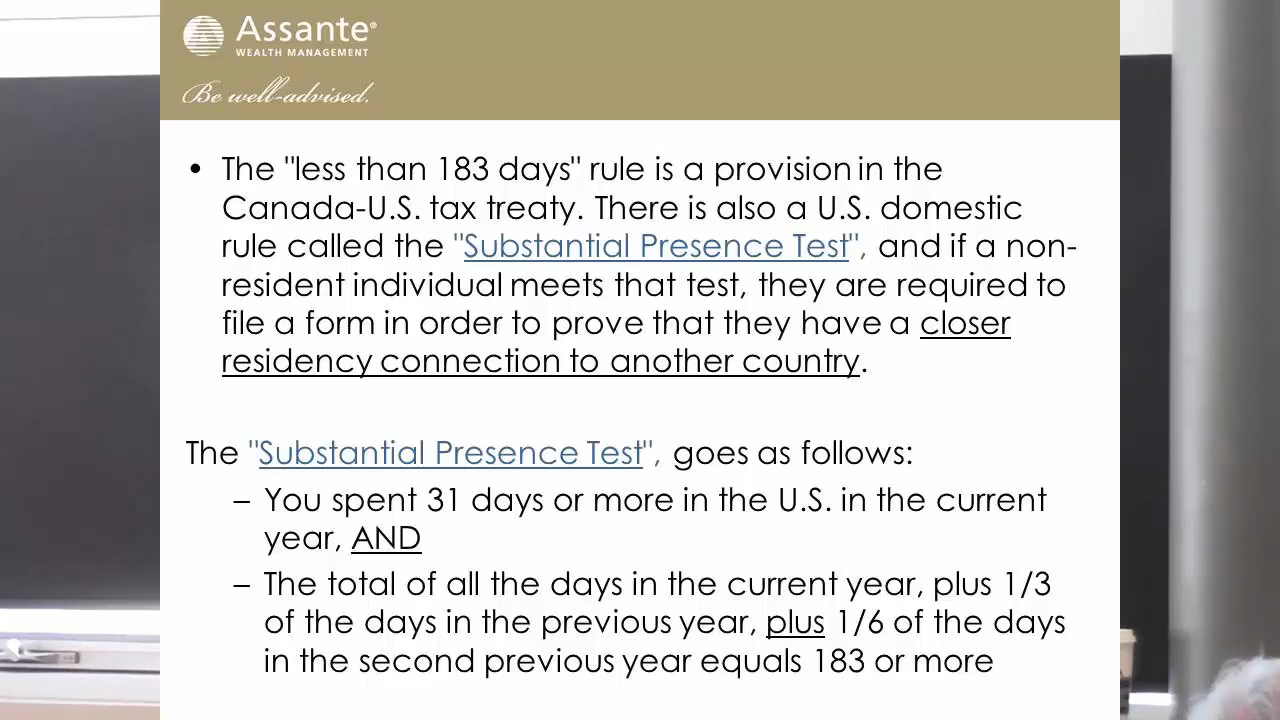 Assante®
WEALTH MANAGEMENT
Be well-advised.
• The "less than 183 days" rule is a provision in the
Canada-U.S. tax treaty. There is also a U.S. domestic
rule called the "Substantial Presence Test", and if a non-
resident individual meets that test, they are required to
file a form in order to prove that they have a closer
residency connection to another country.
The "Substantial Presence Test", goes as follows:
– You spent 31 days or more in the U.S. in the current
year, AND
– The total of all the days in the current year, plus 1/3
of the days in the previous year, plus 1/6 of the days
in the second previous year equals 183 or more